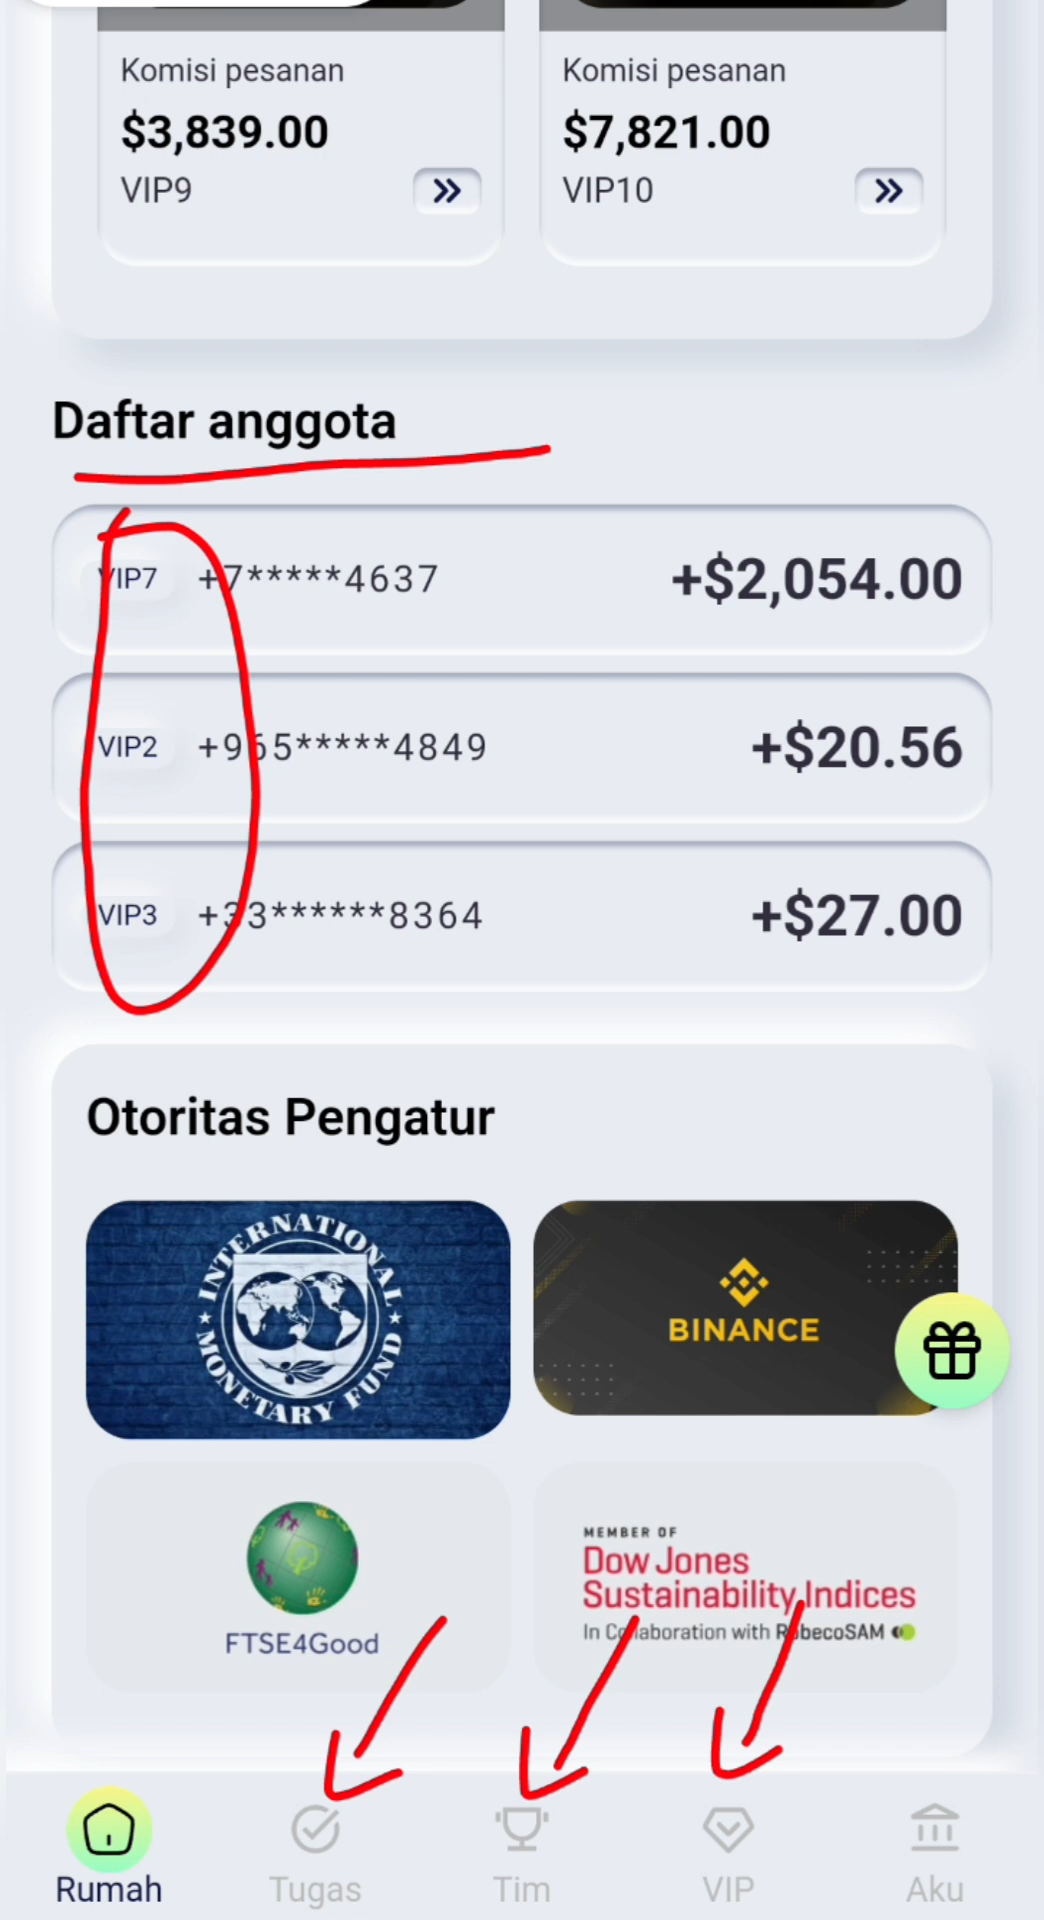 Komisi pesanan
$3,839.00
VIP9
Komisi pesanan
$7,821.00
VIP10
Daftar anggota
VIP7 +7*****4637 +$2,054.00
VIP2 +965*****4849 +$20.56
VIP3 +33******8364 +$27.00
Otoritas Pengatur
INTERNATIONAL MONETARY FUND
BINANCE
FTSE4Good
MEMBER OF
Dow Jones
Sustainability Indices
In Collaboration with RobecoSAM
Rumah
Tugas
Tim
VIP
Aku